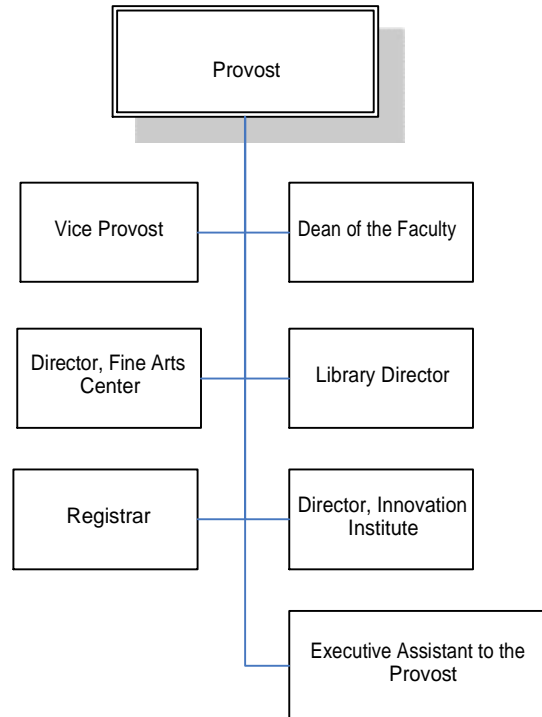 Provost
Vice Provost
Dean of the Faculty
Director, Fine Arts
Center
Library Director
Registrar
Director, Innovation
Institute
Executive Assistant to the
Provost